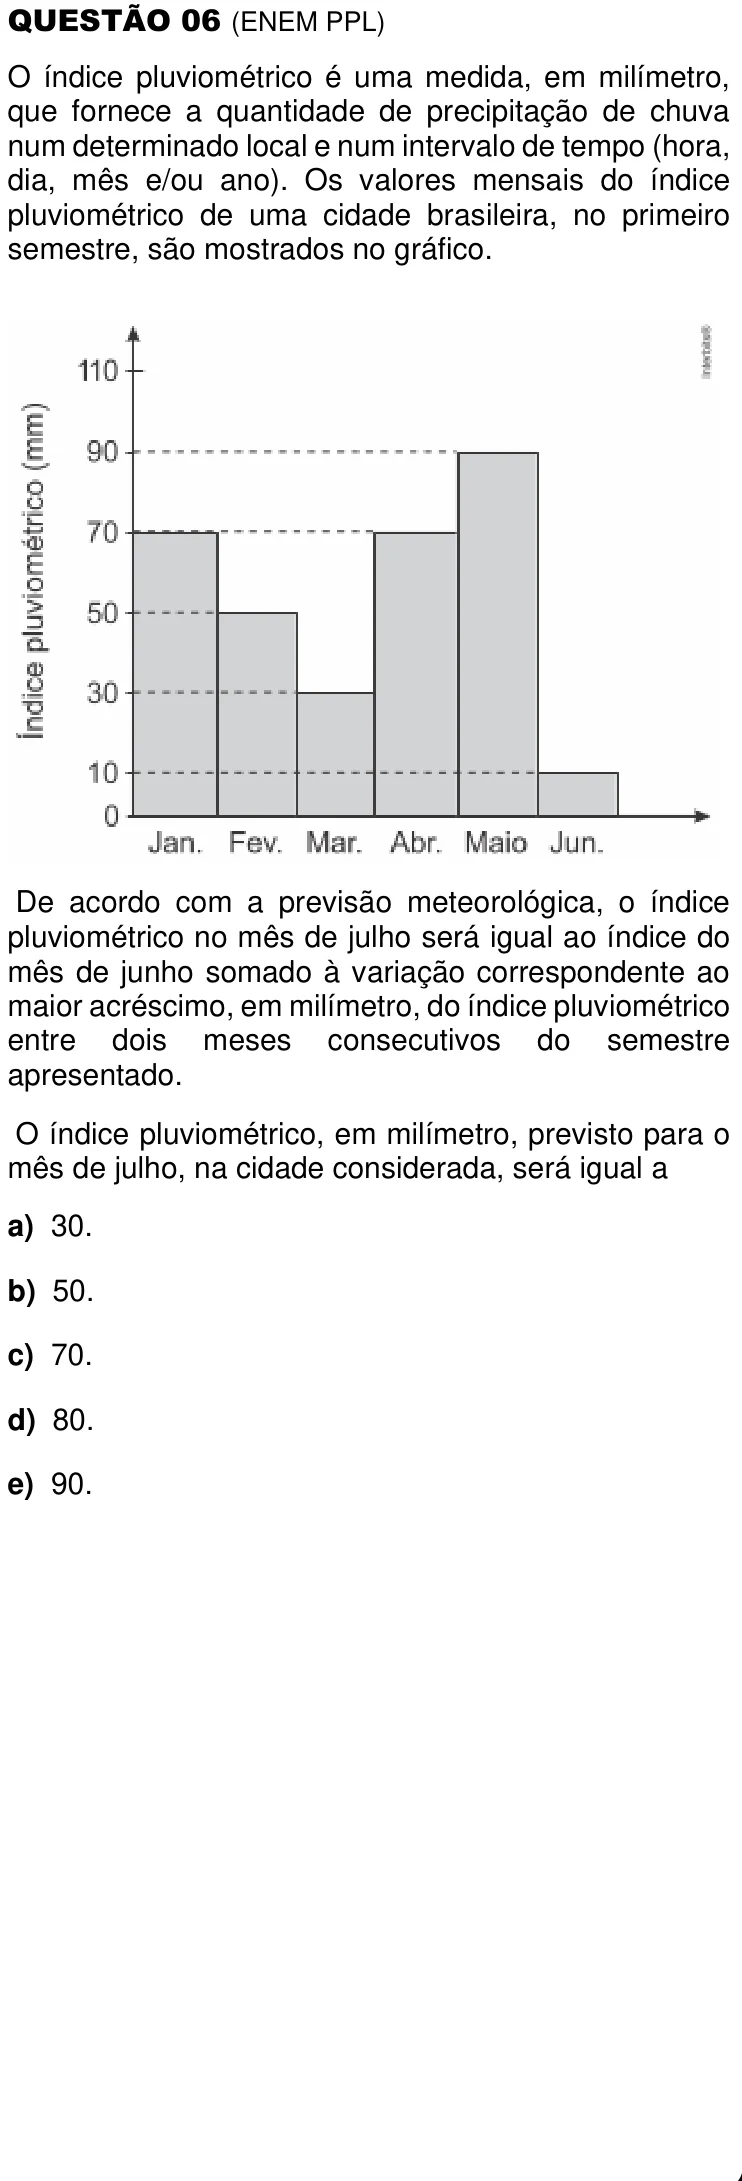 QUESTÃO 06 (ENEM PPL)
O índice pluviométrico é uma medida, em milímetro,
que fornece a quantidade de precipitação de chuva
num determinado local e num intervalo de tempo (hora,
dia, mês e/ou ano). Os valores mensais do índice
pluviométrico de uma cidade brasileira, no primeiro
semestre, são mostrados no gráfico.
Interbits®
Índice pluviométrico (mm)
110
90
70
50
30
10
0
Jan. Fev. Mar. Abr. Maio Jun.
De acordo com a previsão meteorológica, o índice
pluviométrico no mês de julho será igual ao índice do
mês de junho somado à variação correspondente ao
maior acréscimo, em milímetro, do índice pluviométrico
entre dois meses consecutivos do semestre
apresentado.
O índice pluviométrico, em milímetro, previsto para o
mês de julho, na cidade considerada, será igual a
a) 30.
b) 50.
c) 70.
d) 80.
e) 90.